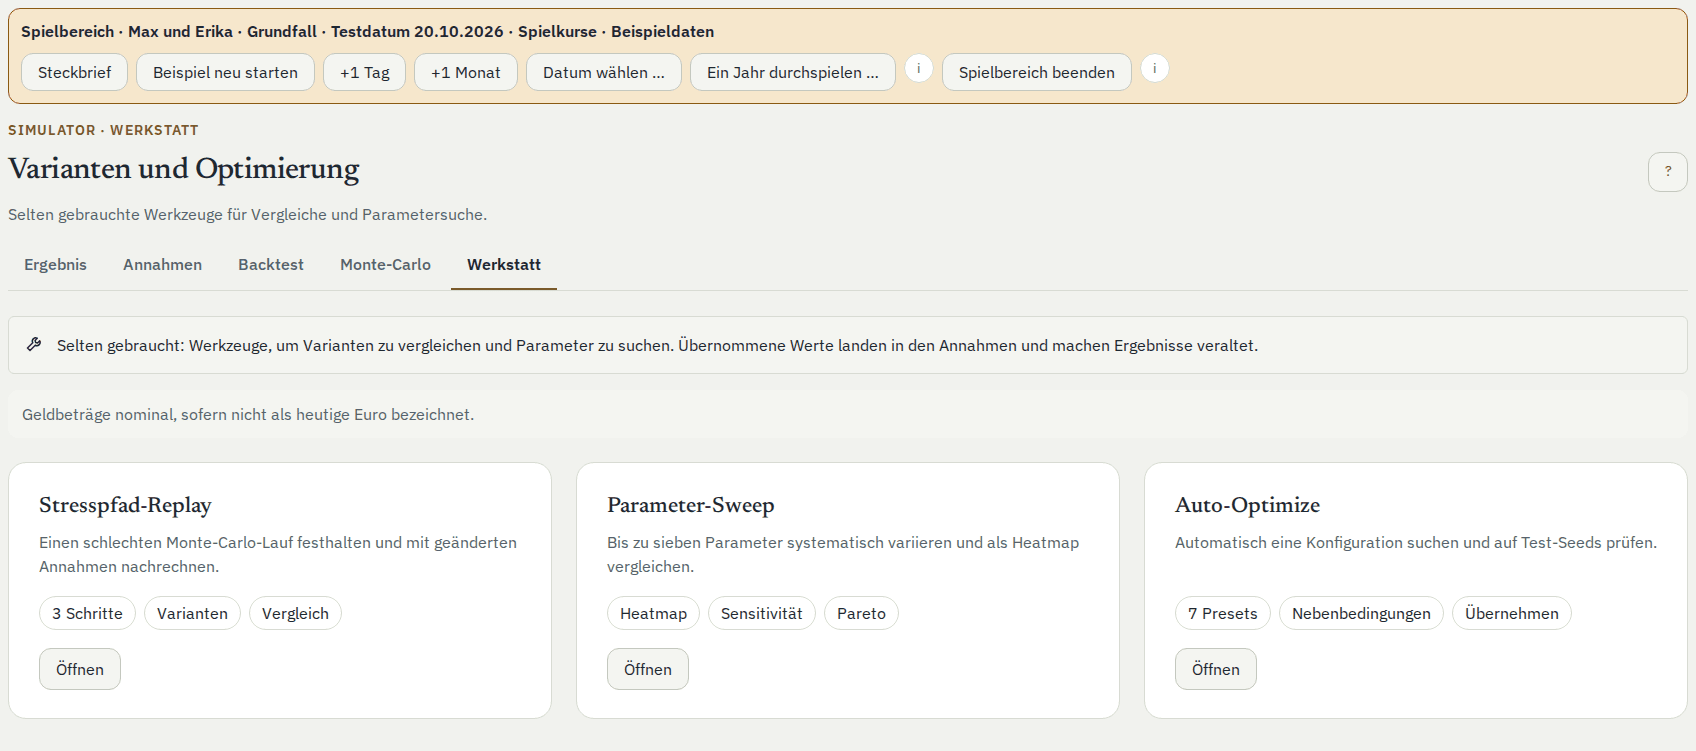 Spielbereich · Max und Erika · Grundfall · Testdatum 20.10.2026 · Spielkurse · Beispieldaten
Steckbrief Beispiel neu starten +1 Tag +1 Monat Datum wählen ... Ein Jahr durchspielen ... i Spielbereich beenden i
SIMULATOR · WERKSTATT
Varianten und Optimierung
?
Selten gebrauchte Werkzeuge für Vergleiche und Parametersuche.
Ergebnis Annahmen Backtest Monte-Carlo Werkstatt
Selten gebraucht: Werkzeuge, um Varianten zu vergleichen und Parameter zu suchen. Übernommene Werte landen in den Annahmen und machen Ergebnisse veraltet.
Geldbeträge nominal, sofern nicht als heutige Euro bezeichnet.
Stresspfad-Replay
Einen schlechten Monte-Carlo-Lauf festhalten und mit geänderten
Annahmen nachrechnen.
3 Schritte Varianten Vergleich
Öffnen
Parameter-Sweep
Bis zu sieben Parameter systematisch variieren und als Heatmap
vergleichen.
Heatmap Sensitivität Pareto
Öffnen
Auto-Optimize
Automatisch eine Konfiguration suchen und auf Test-Seeds prüfen.
7 Presets Nebenbedingungen Übernehmen
Öffnen